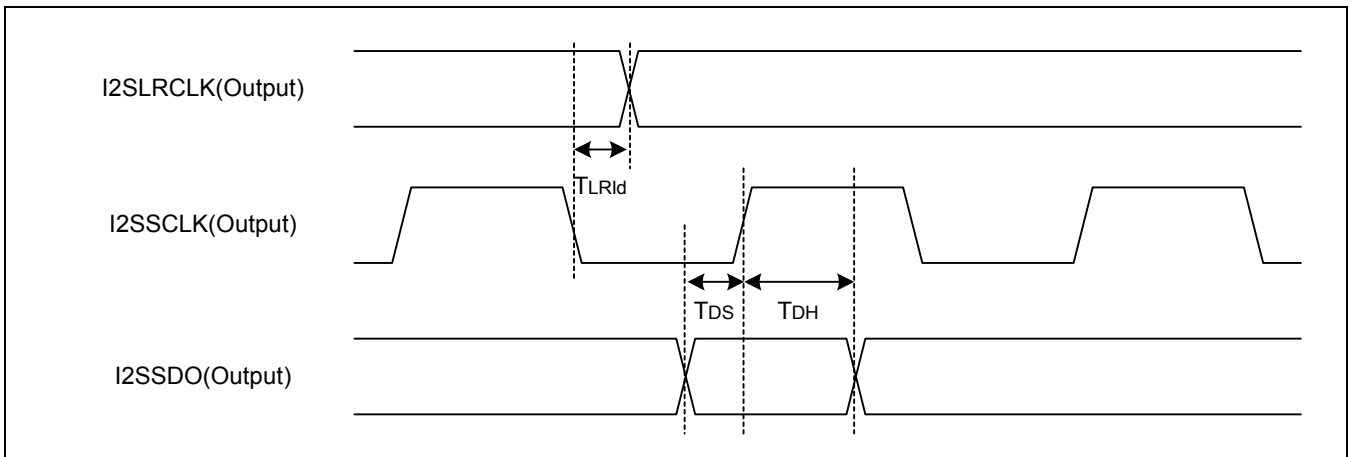 I2SLRCLK(Output)
TLRld
I2SSCLK(Output)
TDS
TDH
I2SSDO(Output)